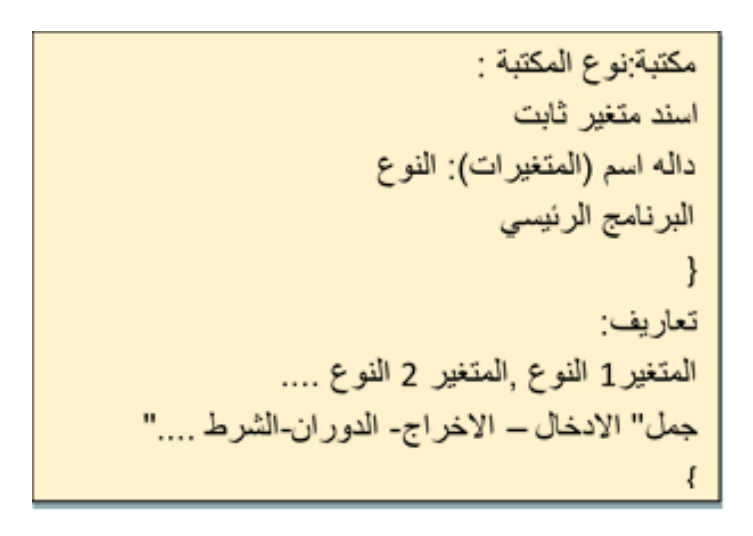 مكتبة:نوع المكتبة :
اسند متغير ثابت
داله اسم (المتغيرات): النوع
البرنامج الرئيسي
{
تعاريف:
المتغير1 النوع ,المتغير 2 النوع ....
جمل" الادخال – الاخراج- الدوران-الشرط ...."
}